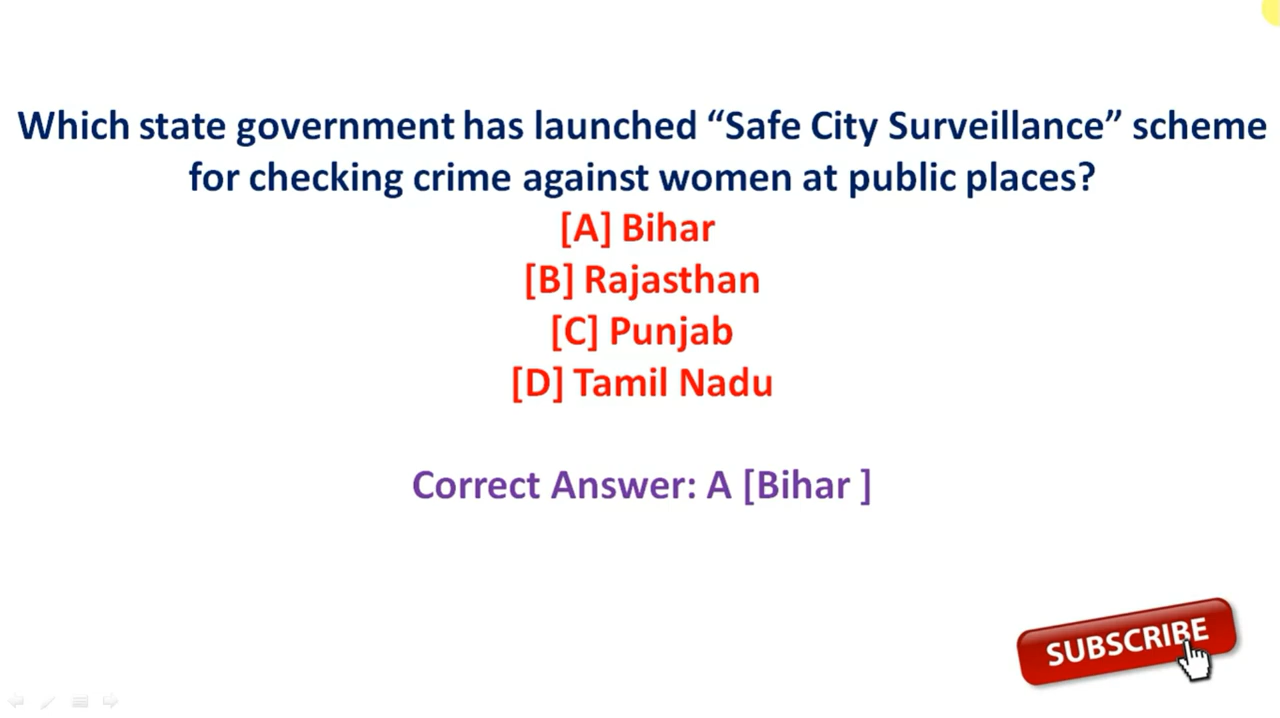 Which state government has launched “Safe City Surveillance” scheme
for checking crime against women at public places?
[A] Bihar
[B] Rajasthan
[C] Punjab
[D] Tamil Nadu
Correct Answer: A [Bihar ]
SUBSCRIBE